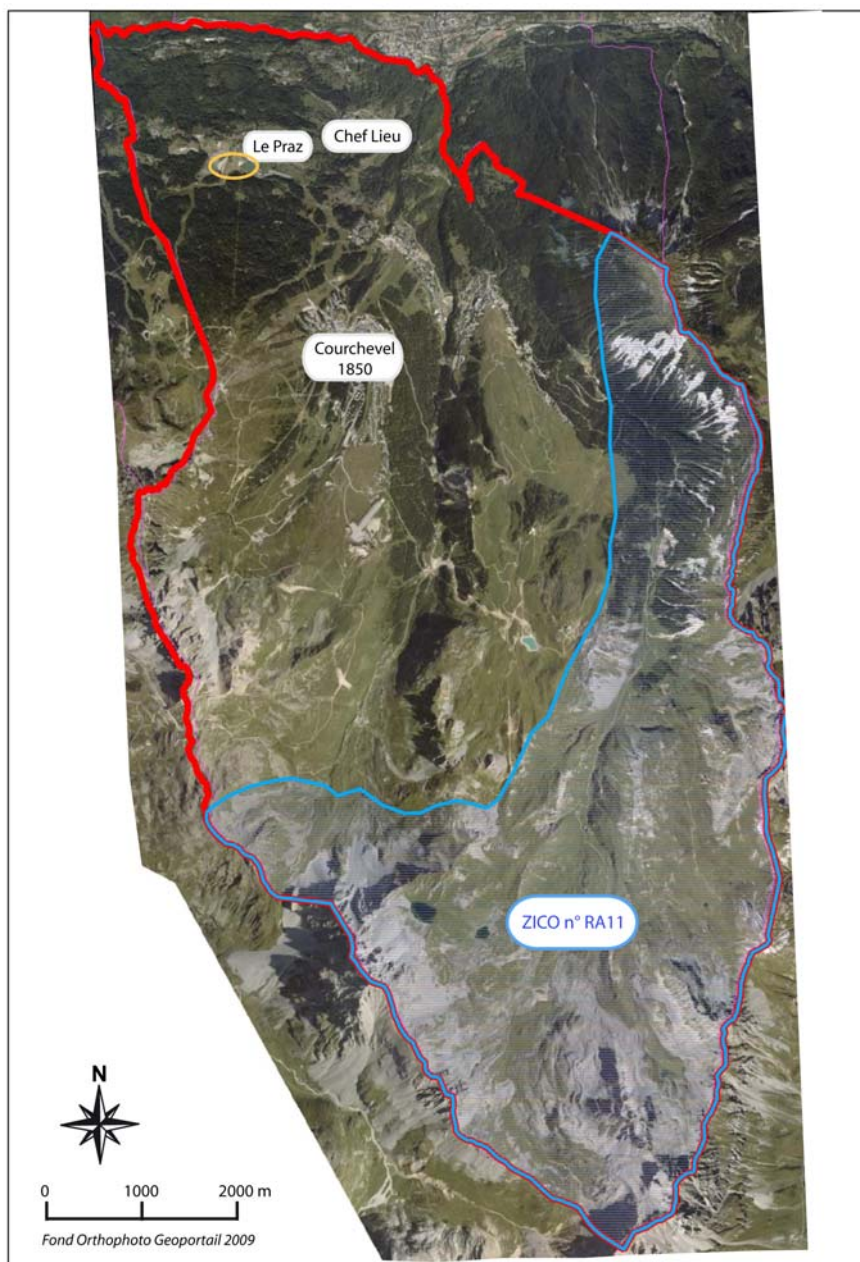 Le Praz
Chef Lieu
Courchevel
1850
ZICO n° RA11
N
0 1000 2000 m
Fond Orthophoto Geoportail 2009